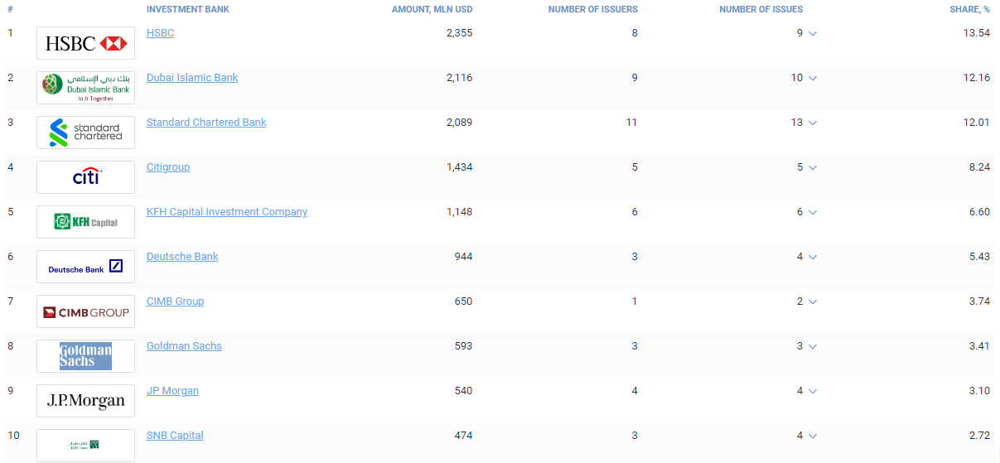 # INVESTMENT BANK AMOUNT, MLN USD NUMBER OF ISSUERS NUMBER OF ISSUES SHARE, %
1 HSBC HSBC 2,355 8 9 13.54
بنك دبي الإسلامي
2 Dubai Islamic Bank Dubai Islamic Bank 2,116 9 10 12.16
In It Together
3 standard chartered Standard Chartered Bank 2,089 11 13 12.01
4 citi Citigroup 1,434 5 5 8.24
5 KFH Capital KFH Capital Investment Company 1,148 6 6 6.60
6 Deutsche Bank Deutsche Bank 944 3 4 5.43
7 CIMB GROUP CIMB Group 650 1 2 3.74
8 Goldman Sachs Goldman Sachs 593 3 3 3.41
9 J.P.Morgan JP Morgan 540 4 4 3.10
10 SNB Capital 474 3 4 2.72